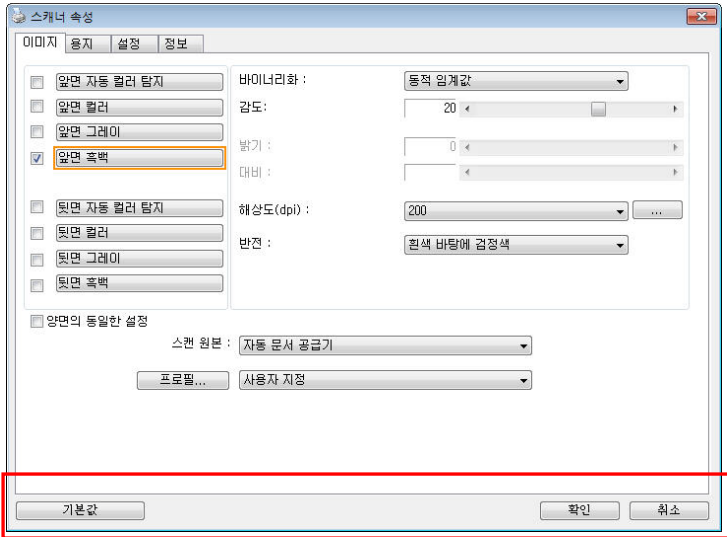 스캐너 속성
이미지 용지 설정 정보
앞면 자동 컬러 탐지
앞면 컬러
앞면 그레이
앞면 흑백
뒷면 자동 컬러 탐지
뒷면 컬러
뒷면 그레이
뒷면 흑백
바이너리화 : 동적 임계값
감도: 20
밝기 : 0
대비 :
해상도(dpi) : 200 ...
반전 : 흰색 바탕에 검정색
양면의 동일한 설정
스캔 원본 : 자동 문서 공급기
프로필... 사용자 지정
기본값 확인 취소